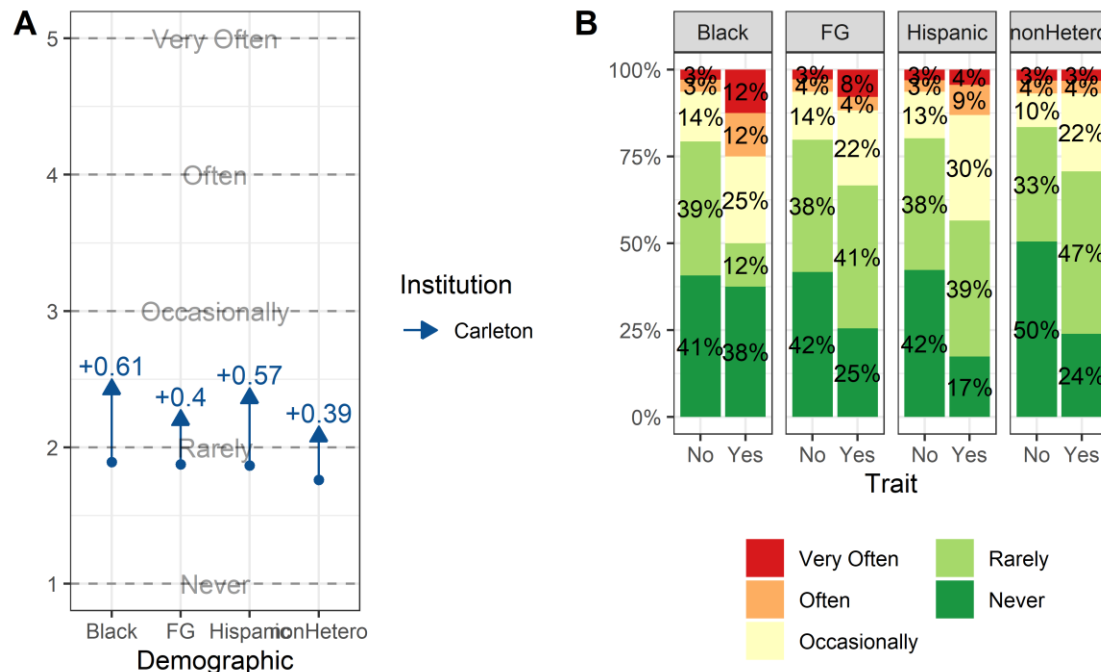 A
5
Very Often
4
Often
3
Occasionally
+0.61
+0.4
+0.57
+0.39
2
Rarely
1
Never
Black
FG
Hispanic
nonHetero
Demographic
Institution
Carleton
B
Black
FG
Hispanic
nonHetero
100%
75%
50%
25%
0%
3%
3%
14%
39%
41%
12%
12%
25%
12%
38%
3%
4%
14%
38%
42%
8%
4%
22%
41%
25%
3%
3%
13%
38%
42%
4%
9%
30%
39%
17%
3%
4%
10%
33%
50%
3%
4%
22%
47%
24%
No Yes
No Yes
No Yes
No Yes
Trait
Very Often
Often
Occasionally
Rarely
Never